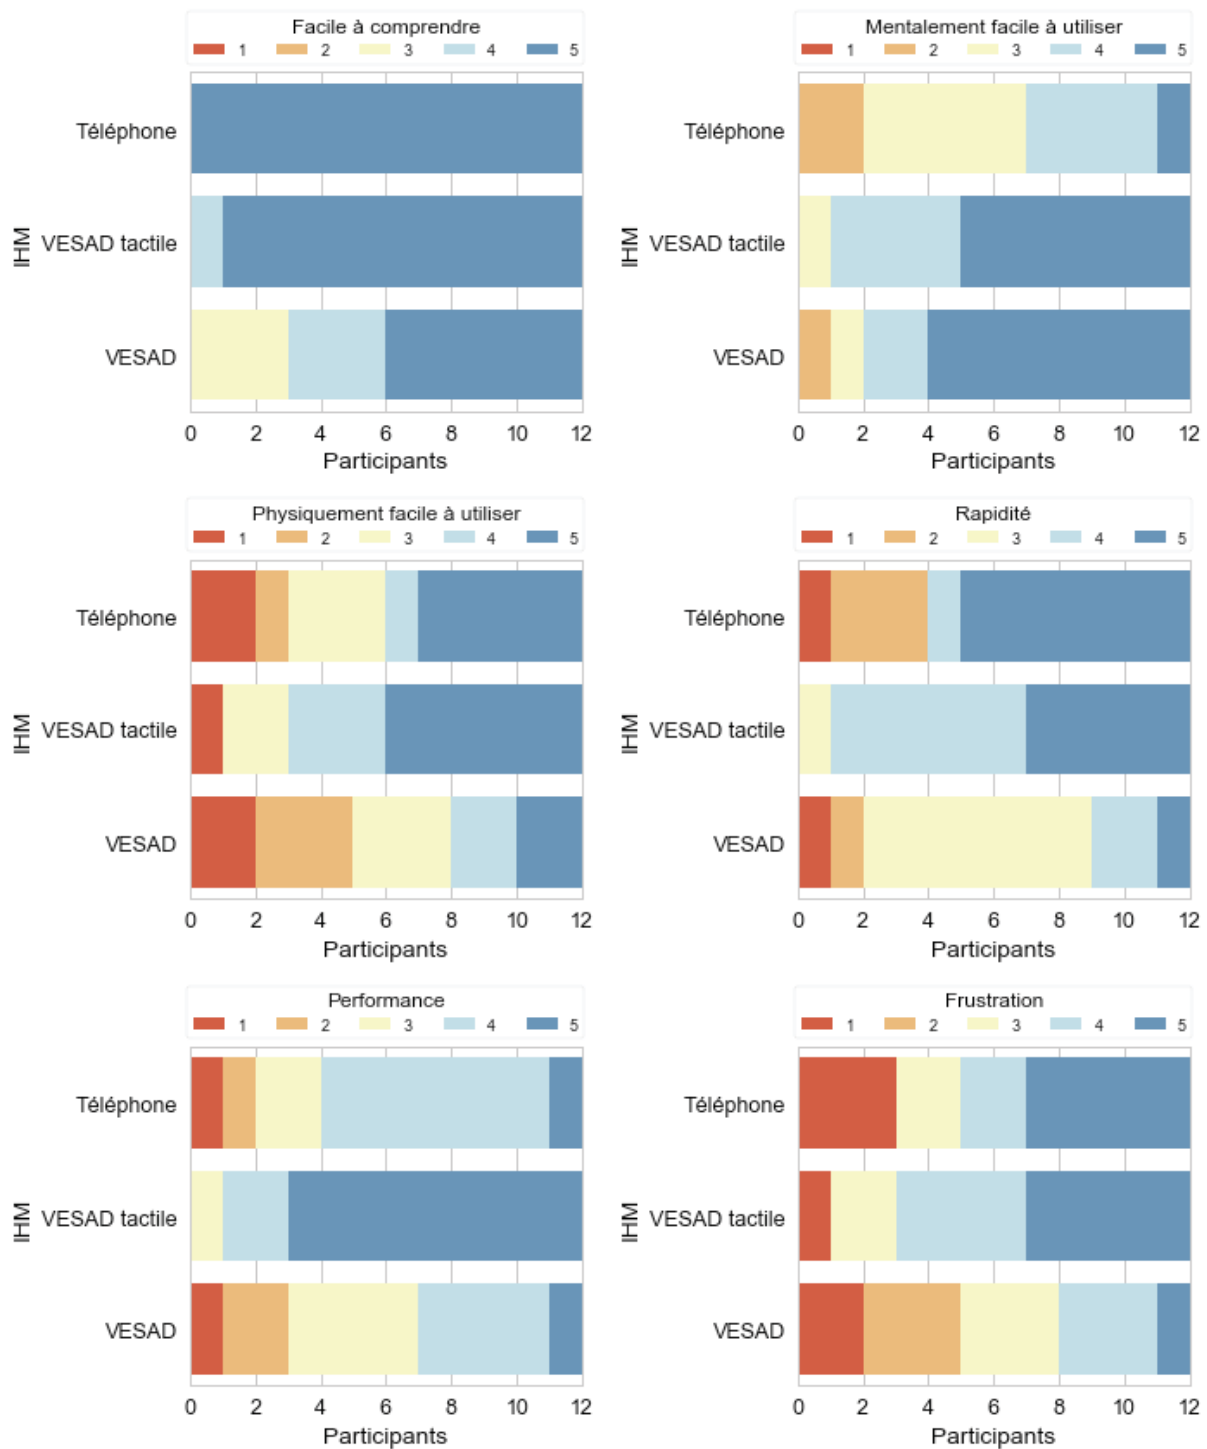 Facile à comprendre
1 2 3 4 5
Téléphone
VESAD tactile
VESAD
IHM
0 2 4 6 8 10 12
Participants
Mentalement facile à utiliser
1 2 3 4 5
Téléphone
VESAD tactile
VESAD
IHM
0 2 4 6 8 10 12
Participants
Physiquement facile à utiliser
1 2 3 4 5
Téléphone
VESAD tactile
VESAD
IHM
0 2 4 6 8 10 12
Participants
Rapidité
1 2 3 4 5
Téléphone
VESAD tactile
VESAD
IHM
0 2 4 6 8 10 12
Participants
Performance
1 2 3 4 5
Téléphone
VESAD tactile
VESAD
IHM
0 2 4 6 8 10 12
Participants
Frustration
1 2 3 4 5
Téléphone
VESAD tactile
VESAD
IHM
0 2 4 6 8 10 12
Participants